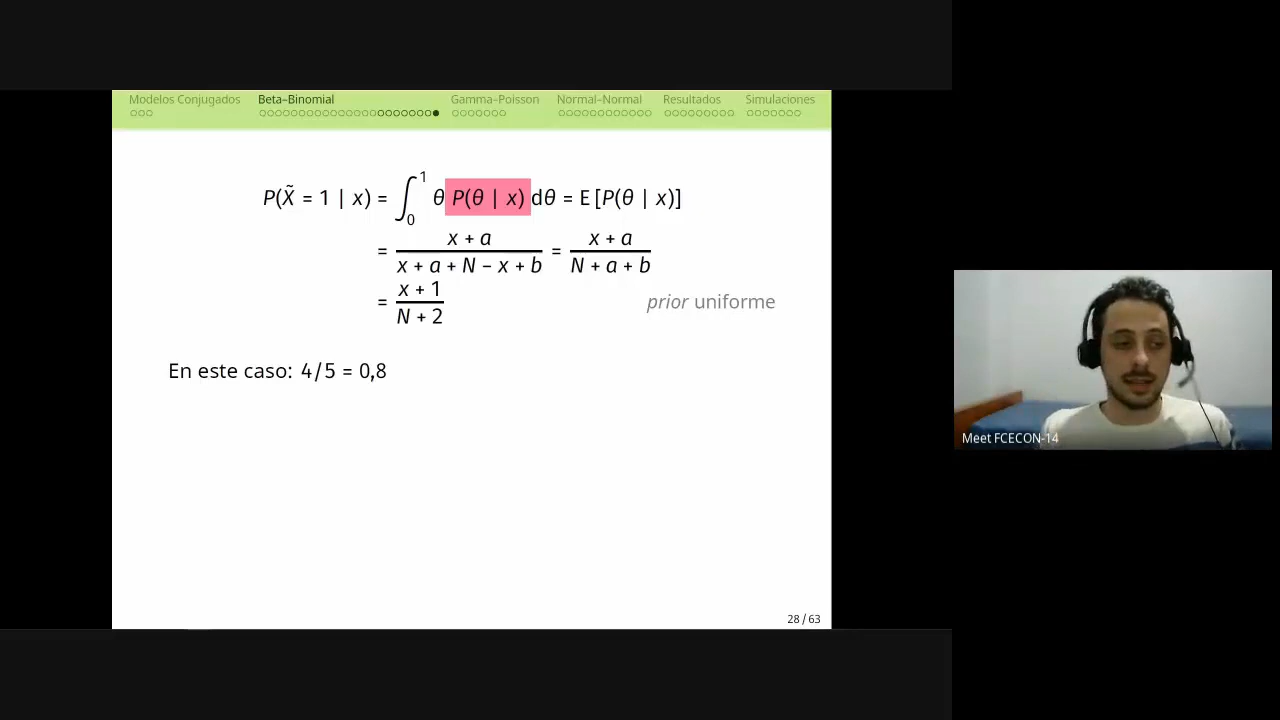 Modelos Conjugados Beta–Binomial Gamma–Poisson Normal–Normal Resultados Simulaciones
P(X̃ = 1 | x) = ∫₀¹ θ P(θ | x) dθ = E [P(θ | x)]
= (x + a)/(x + a + N − x + b) = (x + a)/(N + a + b)
= (x + 1)/(N + 2) prior uniforme
En este caso: 4/5 = 0,8
28 / 63
Meet FCECON-14